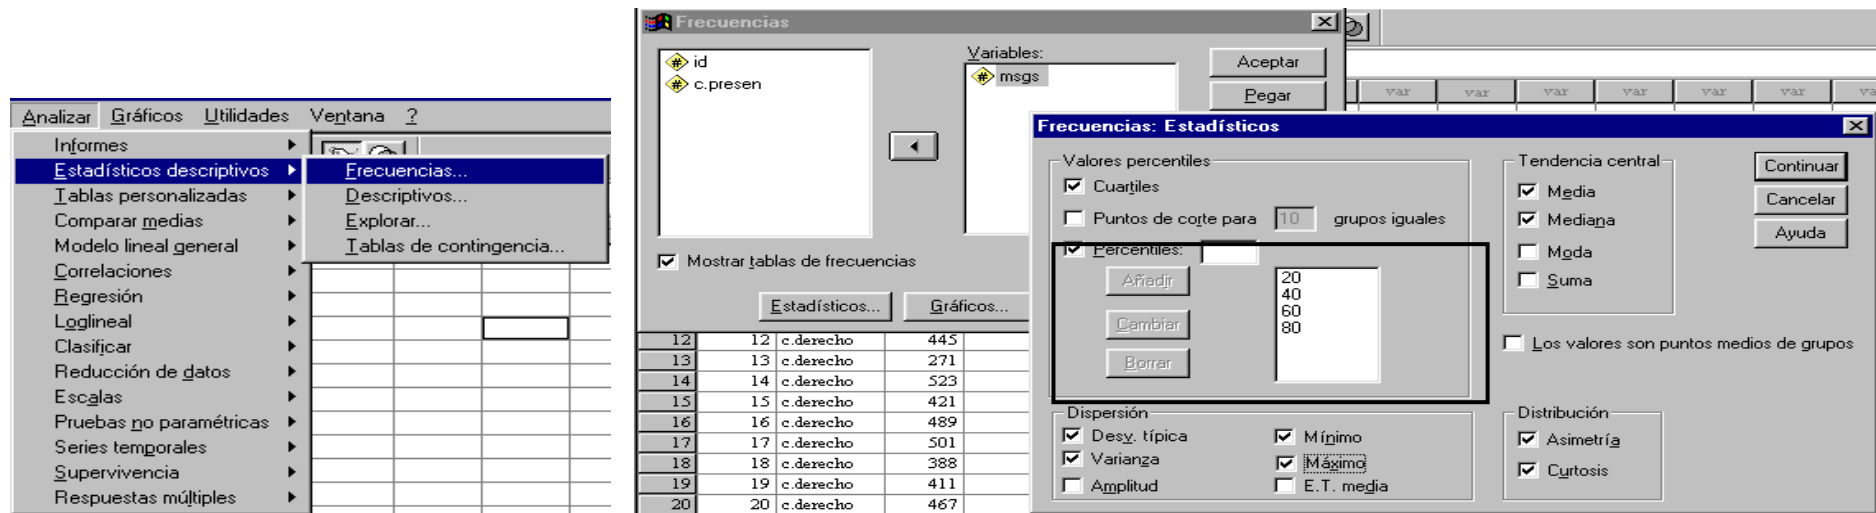 Analizar Gráficos Utilidades Ventana ?
Informes
Estadísticos descriptivos
Tablas personalizadas
Comparar medias
Modelo lineal general
Correlaciones
Regresión
Loglineal
Clasificar
Reducción de datos
Escalas
Pruebas no paramétricas
Series temporales
Supervivencia
Respuestas múltiples
Frecuencias...
Descriptivos...
Explorar...
Tablas de contingencia...
Frecuencias
id
c.presen
Variables:
msgs
Aceptar
Pegar
Mostrar tablas de frecuencias
Estadísticos...
Gráficos...
12 12 c.derecho 445
13 13 c.derecho 271
14 14 c.derecho 523
15 15 c.derecho 421
16 16 c.derecho 489
17 17 c.derecho 501
18 18 c.derecho 388
19 19 c.derecho 411
20 20 c.derecho 467
var var var var var var va
Frecuencias: Estadísticos
Valores percentiles
Cuartiles
Puntos de corte para 10 grupos iguales
Percentiles:
Añadir
Cambiar
Borrar
20
40
60
80
Tendencia central
Media
Mediana
Moda
Suma
Continuar
Cancelar
Ayuda
Los valores son puntos medios de grupos
Dispersión
Desv. típica
Varianza
Amplitud
Mínimo
Máximo
E.T. media
Distribución
Asimetría
Curtosis